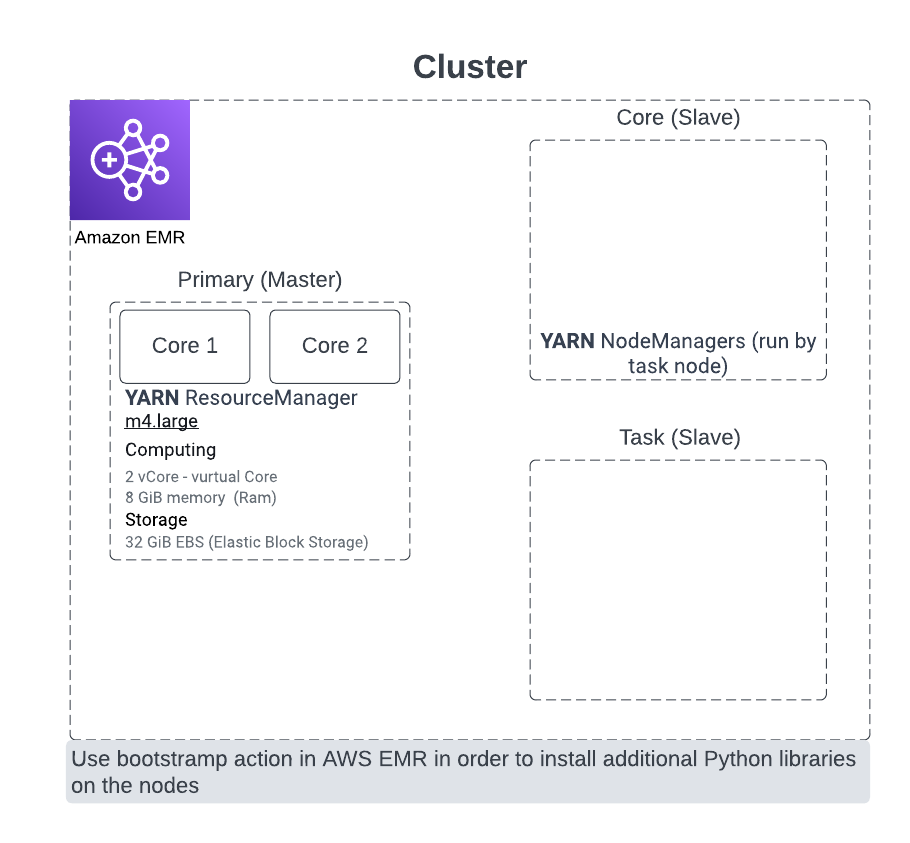 Cluster
Amazon EMR
Primary (Master)
Core 1
Core 2
YARN ResourceManager
m4.large
Computing
2 vCore - vurtual Core
8 GiB memory  (Ram)
Storage
32 GiB EBS (Elastic Block Storage)
Core (Slave)
YARN NodeManagers (run by
task node)
Task (Slave)
Use bootstramp action in AWS EMR in order to install additional Python libraries
on the nodes